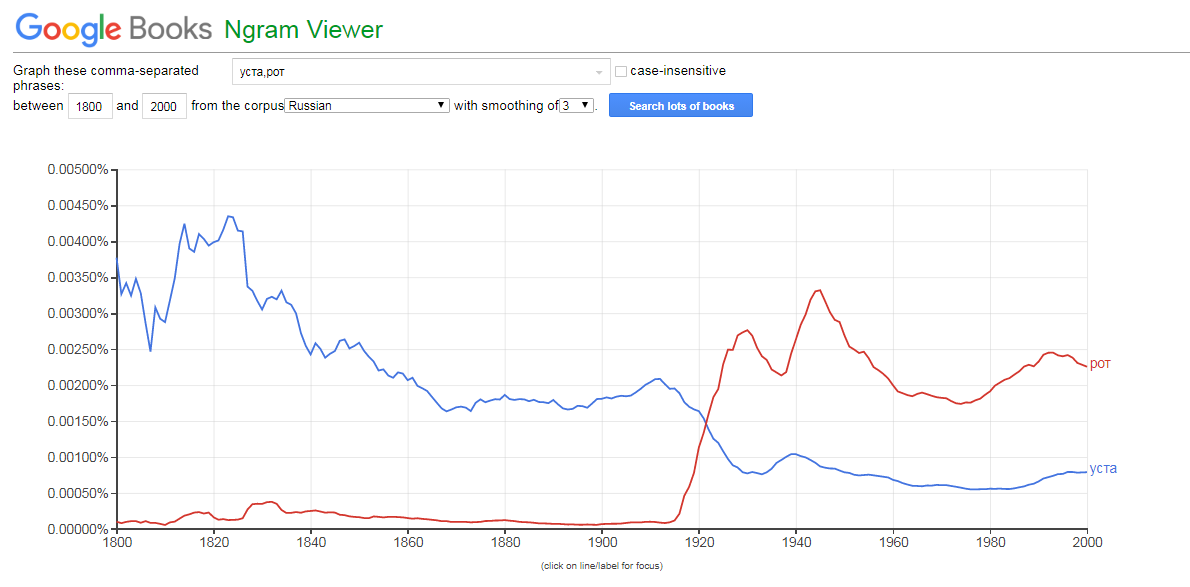 Google Books Ngram Viewer
Graph these comma-separated phrases:
уста,рот
case-insensitive
between 1800 and 2000 from the corpus Russian with smoothing of 3 .
Search lots of books
0.00500%
0.00450%
0.00400%
0.00350%
0.00300%
0.00250%
0.00200%
0.00150%
0.00100%
0.00050%
0.00000%
рот
уста
1800 1820 1840 1860 1880 1900 1920 1940 1960 1980 2000
(click on line/label for focus)